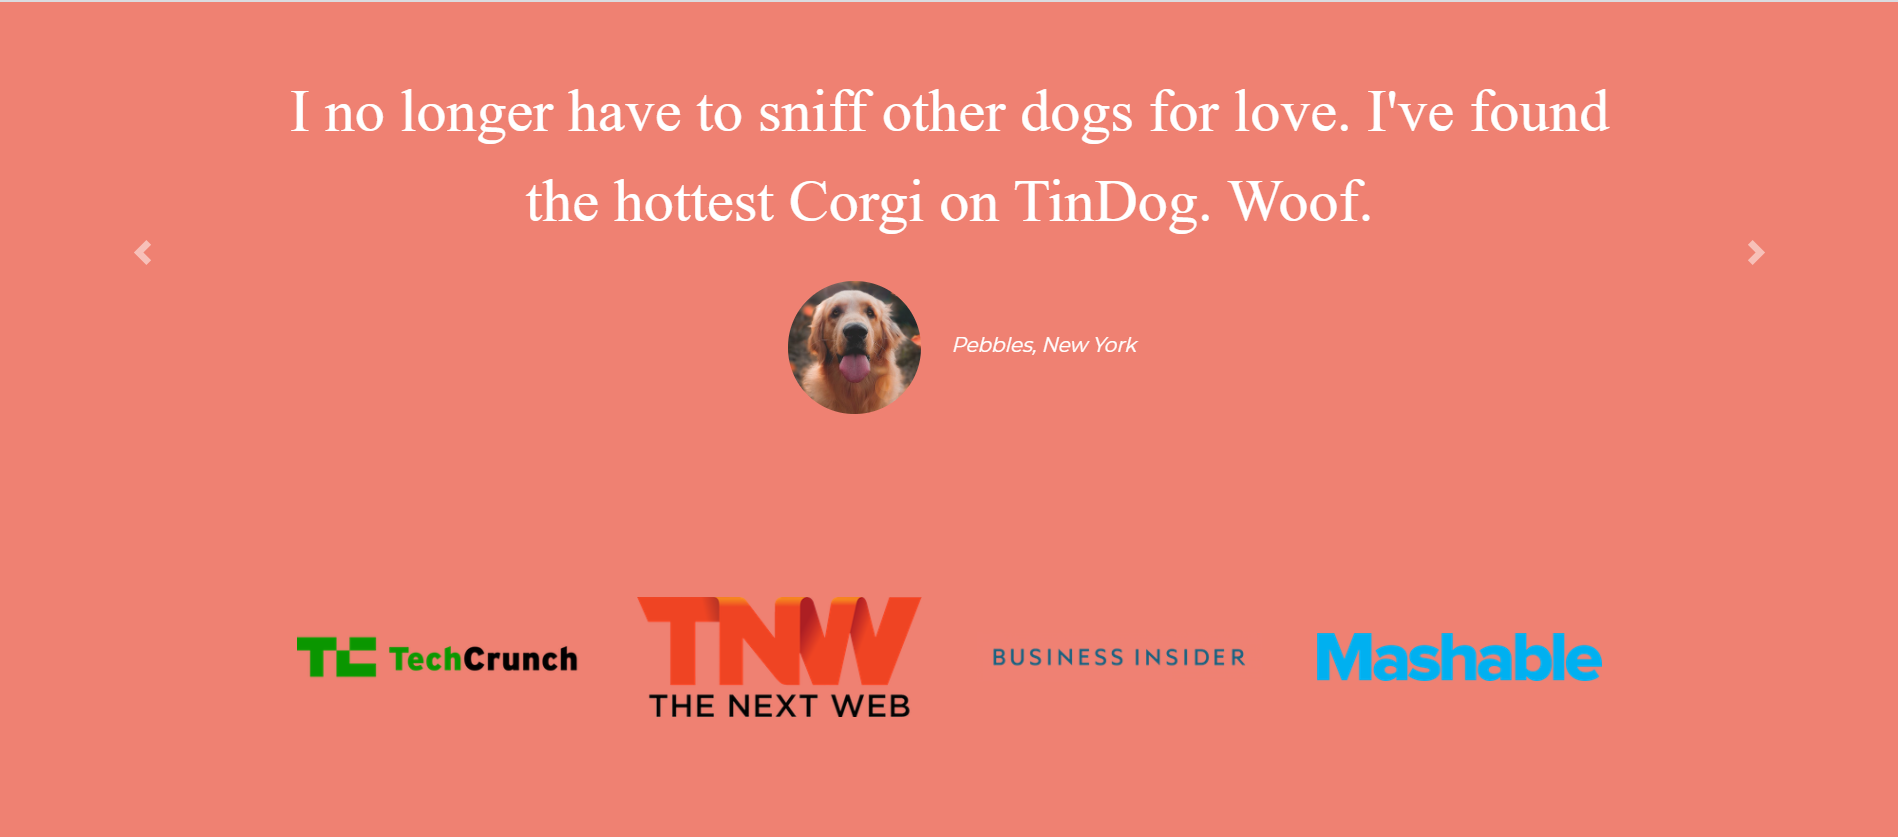 I no longer have to sniff other dogs for love. I've found
the hottest Corgi on TinDog. Woof.
Pebbles, New York
TC TechCrunch
TNW
THE NEXT WEB
BUSINESS INSIDER
Mashable